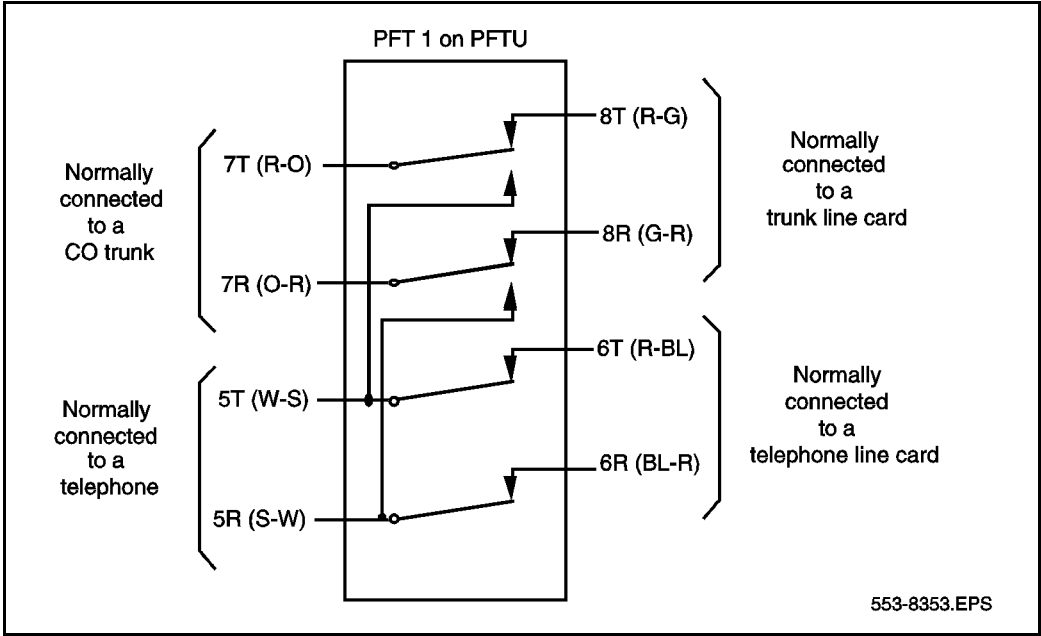 PFT 1 on PFTU
Normally
connected
to a
CO trunk
7T (R-O)
7R (O-R)
8T (R-G)
8R (G-R)
Normally
connected
to a
trunk line card
Normally
connected
to a
telephone
5T (W-S)
5R (S-W)
6T (R-BL)
6R (BL-R)
Normally
connected
to a
telephone line card
553-8353.EPS